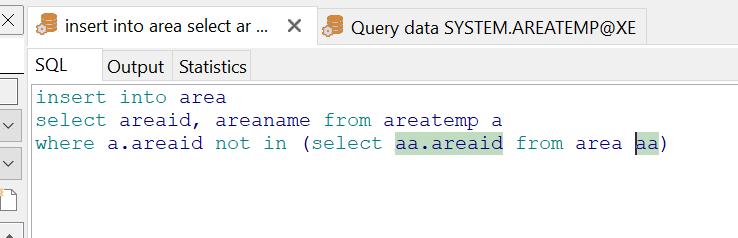 insert into area select ar ...
Query data SYSTEM.AREATEMP@XE
SQL
Output
Statistics
insert into area
select areaid, areaname from areatemp a
where a.areaid not in (select aa.areaid from area aa)